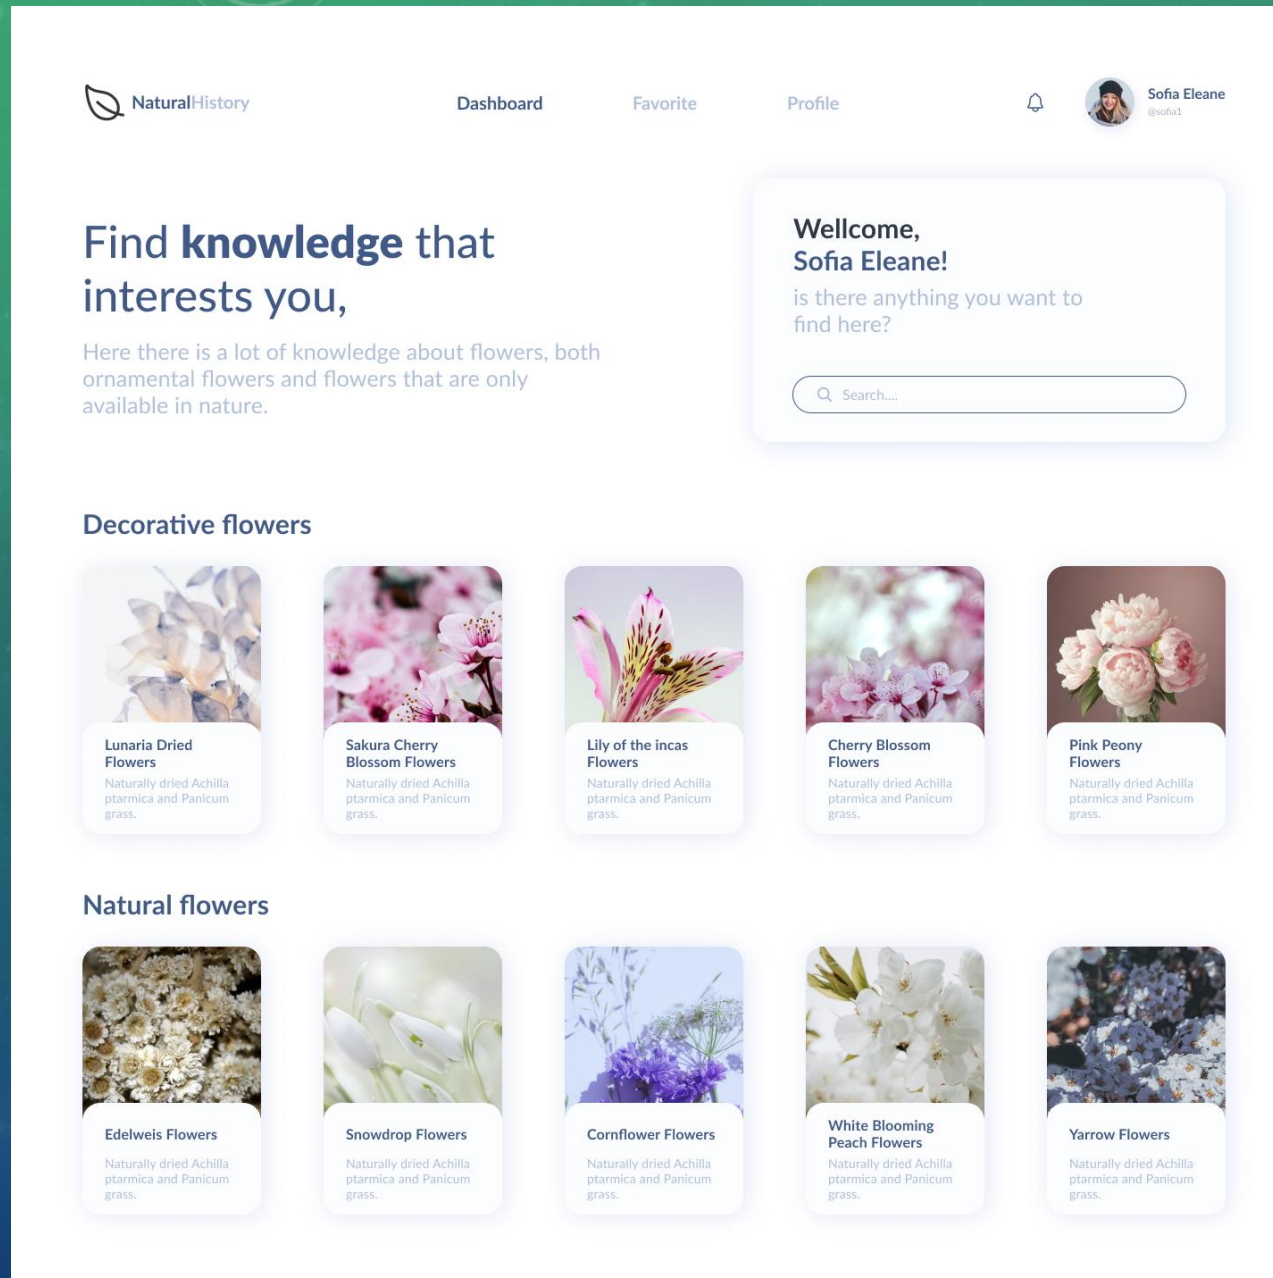 NaturalHistory
Dashboard
Favorite
Profile
Sofia Eleane
@sofia1
Find knowledge that
interests you,
Here there is a lot of knowledge about flowers, both
ornamental flowers and flowers that are only
available in nature.
Wellcome,
Sofia Eleane!
is there anything you want to
find here?
Search....
Decorative flowers
Lunaria Dried
Flowers
Naturally dried Achilla
ptarmica and Panicum
grass.
Sakura Cherry
Blossom Flowers
Naturally dried Achilla
ptarmica and Panicum
grass.
Lily of the incas
Flowers
Naturally dried Achilla
ptarmica and Panicum
grass.
Cherry Blossom
Flowers
Naturally dried Achilla
ptarmica and Panicum
grass.
Pink Peony
Flowers
Naturally dried Achilla
ptarmica and Panicum
grass.
Natural flowers
Edelweis Flowers
Naturally dried Achilla
ptarmica and Panicum
grass.
Snowdrop Flowers
Naturally dried Achilla
ptarmica and Panicum
grass.
Cornflower Flowers
Naturally dried Achilla
ptarmica and Panicum
grass.
White Blooming
Peach Flowers
Naturally dried Achilla
ptarmica and Panicum
grass.
Yarrow Flowers
Naturally dried Achilla
ptarmica and Panicum
grass.